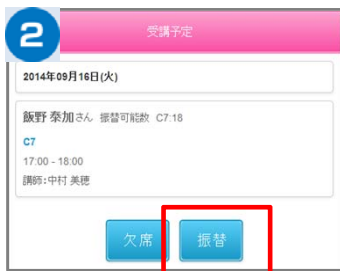 2
受講予定
2014年09月16日(火)
飯野 奈加さん 振替可能数 C7:18
C7
17:00 - 18:00
講師:中村 美穂
欠席 振替